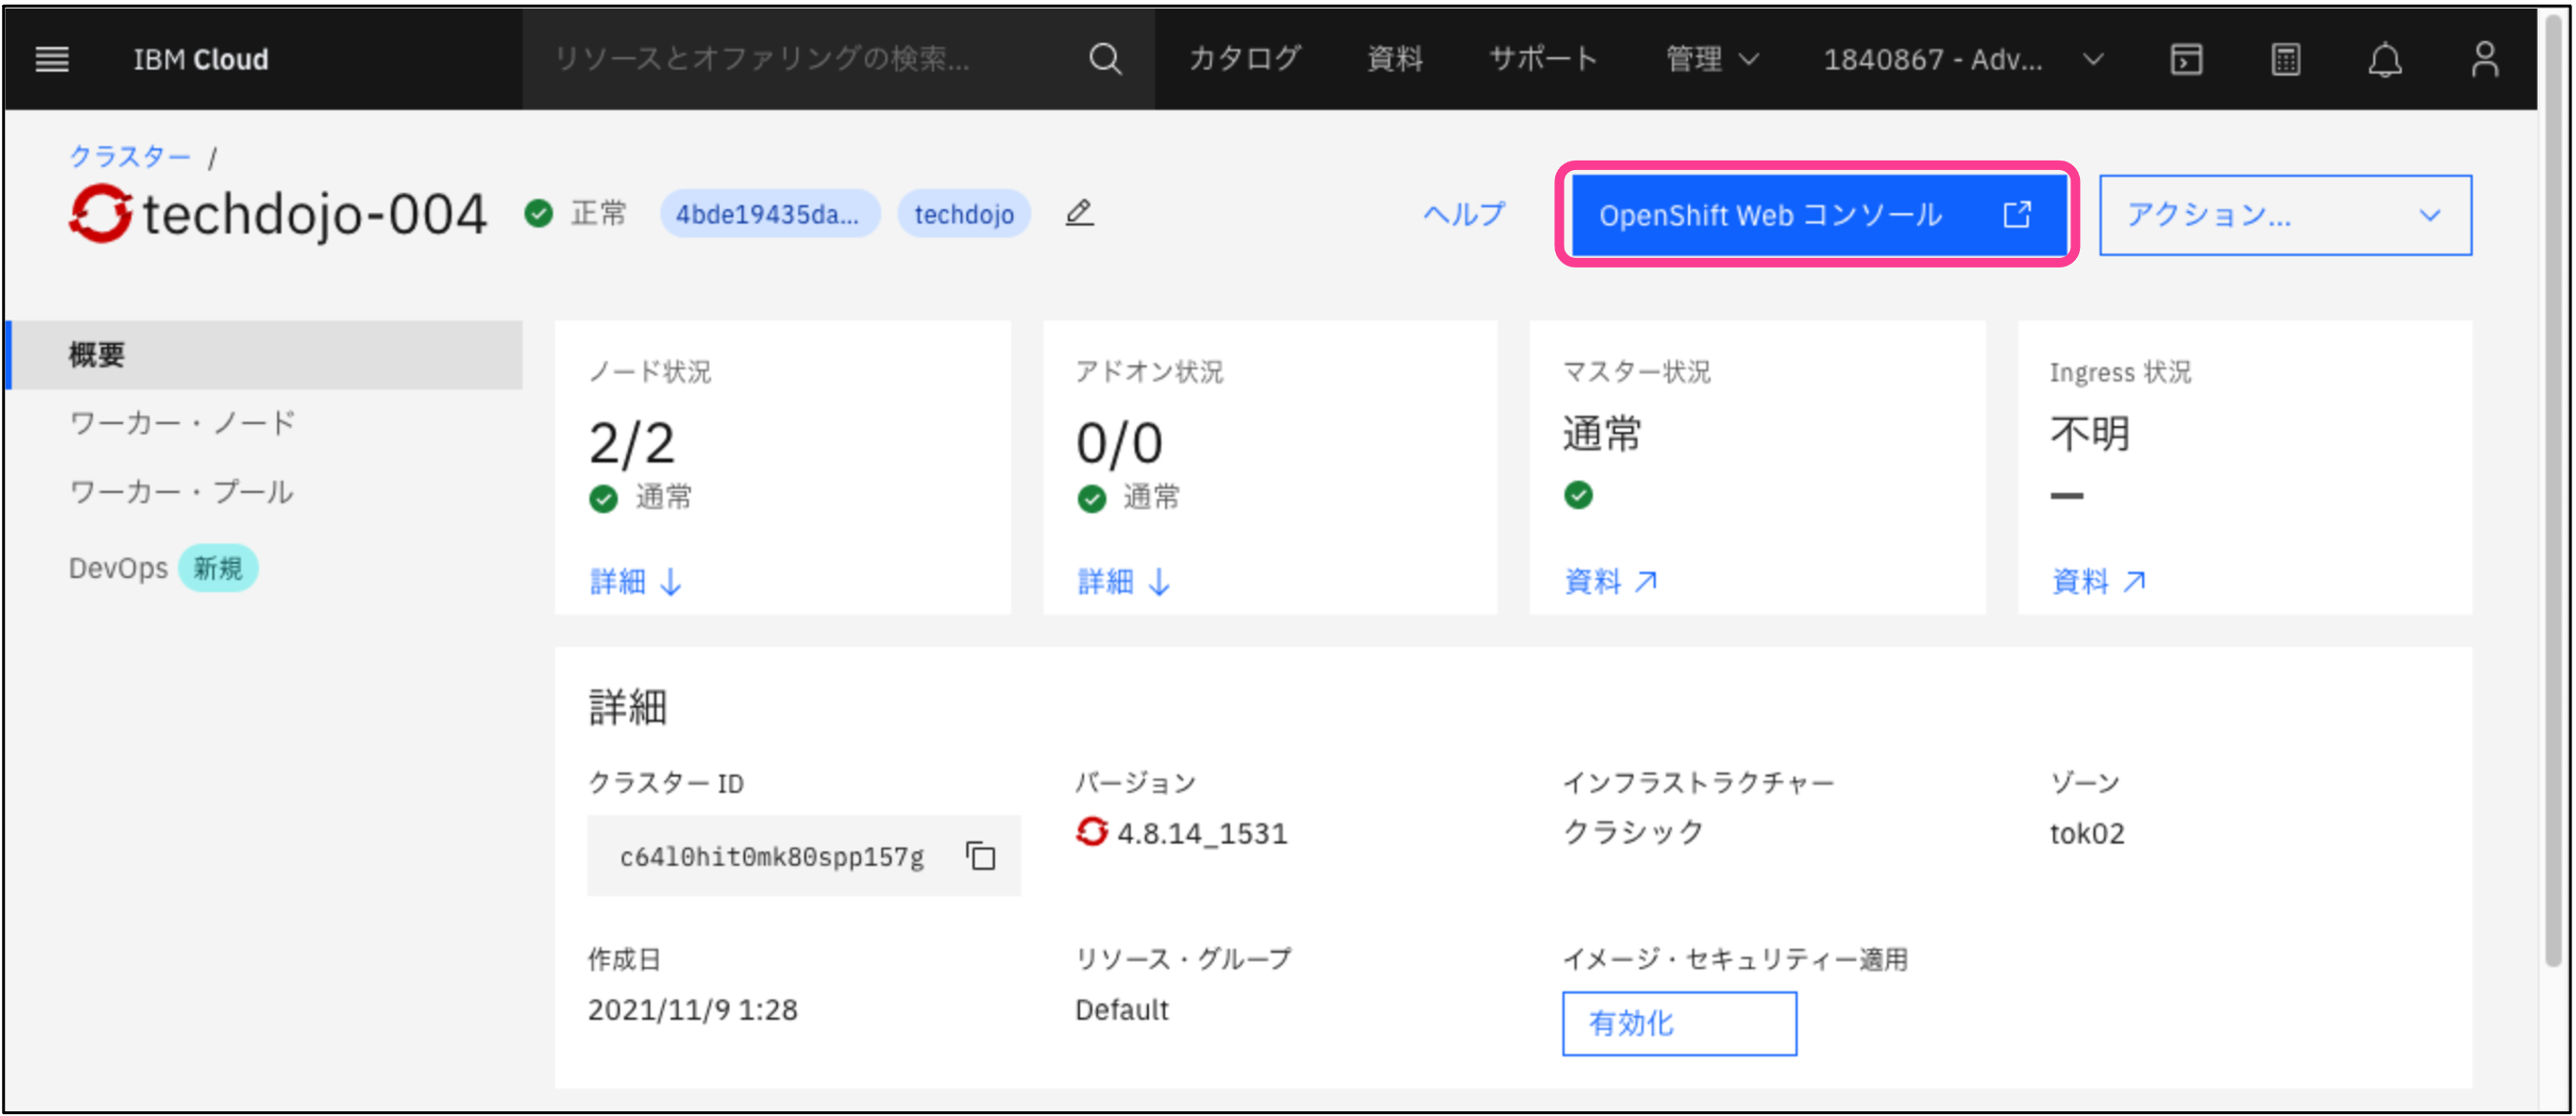 IBM Cloud
リソースとオファリングの検索...
カタログ
資料
サポート
管理
1840867 - Adv...
クラスター /
techdojo-004
正常
4bde19435da...
techdojo
ヘルプ
OpenShift Web コンソール
アクション...
概要
ワーカー・ノード
ワーカー・プール
DevOps 新規
ノード状況
2/2
通常
詳細
アドオン状況
0/0
通常
詳細
マスター状況
通常
資料
Ingress 状況
不明
資料
詳細
クラスター ID
c64l0hit0mk80spp157g
バージョン
4.8.14_1531
インフラストラクチャー
クラシック
ゾーン
tok02
作成日
2021/11/9 1:28
リソース・グループ
Default
イメージ・セキュリティー適用
有効化